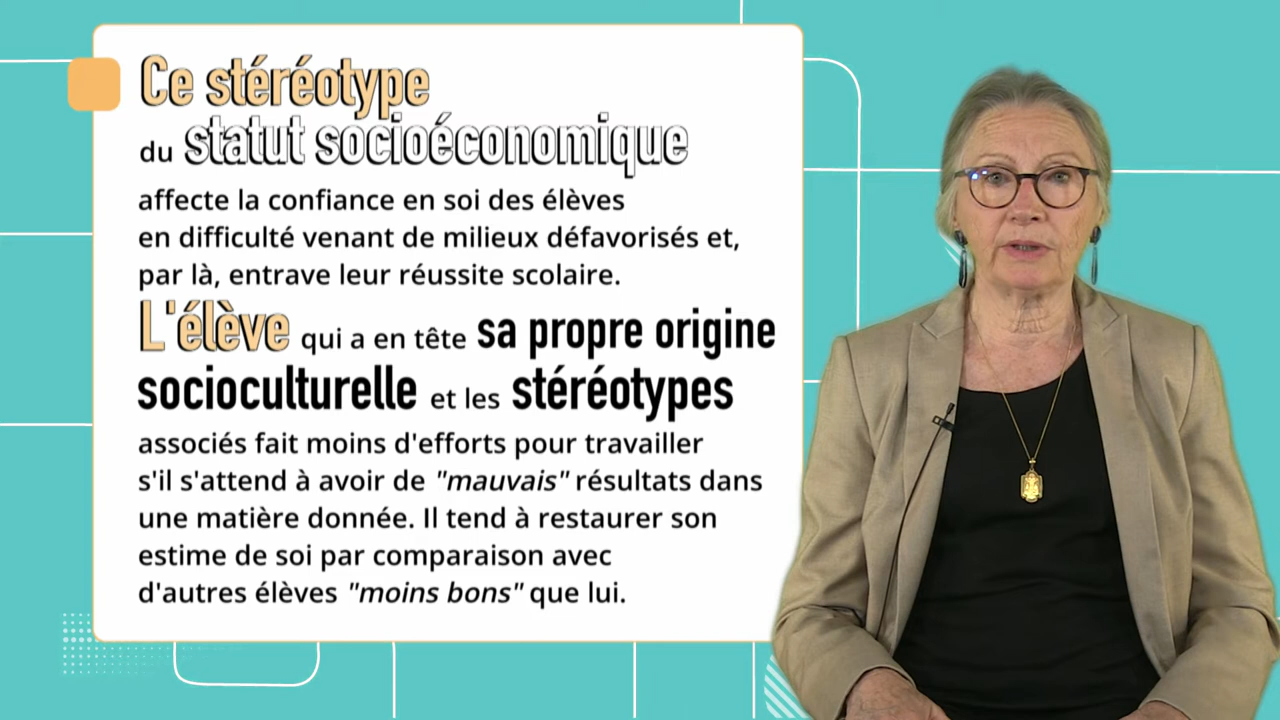 Ce stéréotype
du statut socioéconomique
affecte la confiance en soi des élèves
en difficulté venant de milieux défavorisés et,
par là, entrave leur réussite scolaire.
L'élève qui a en tête sa propre origine
socioculturelle et les stéréotypes
associés fait moins d'efforts pour travailler
s'il s'attend à avoir de "mauvais" résultats dans
une matière donnée. Il tend à restaurer son
estime de soi par comparaison avec
d'autres élèves "moins bons" que lui.